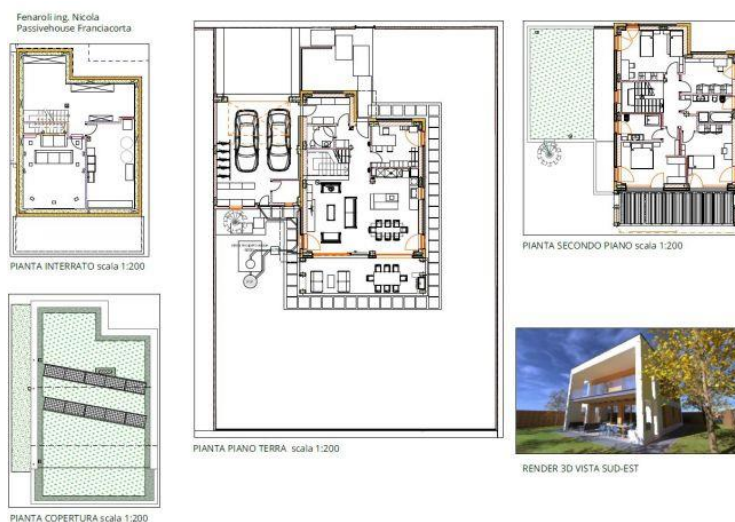 Fenaroli ing. Nicola
Passivehouse Franciacorta
PIANTA INTERRATO scala 1:200
PIANTA COPERTURA scala 1:200
PIANTA PIANO TERRA scala 1:200
PIANTA SECONDO PIANO scala 1:200
RENDER 3D VISTA SUD-EST